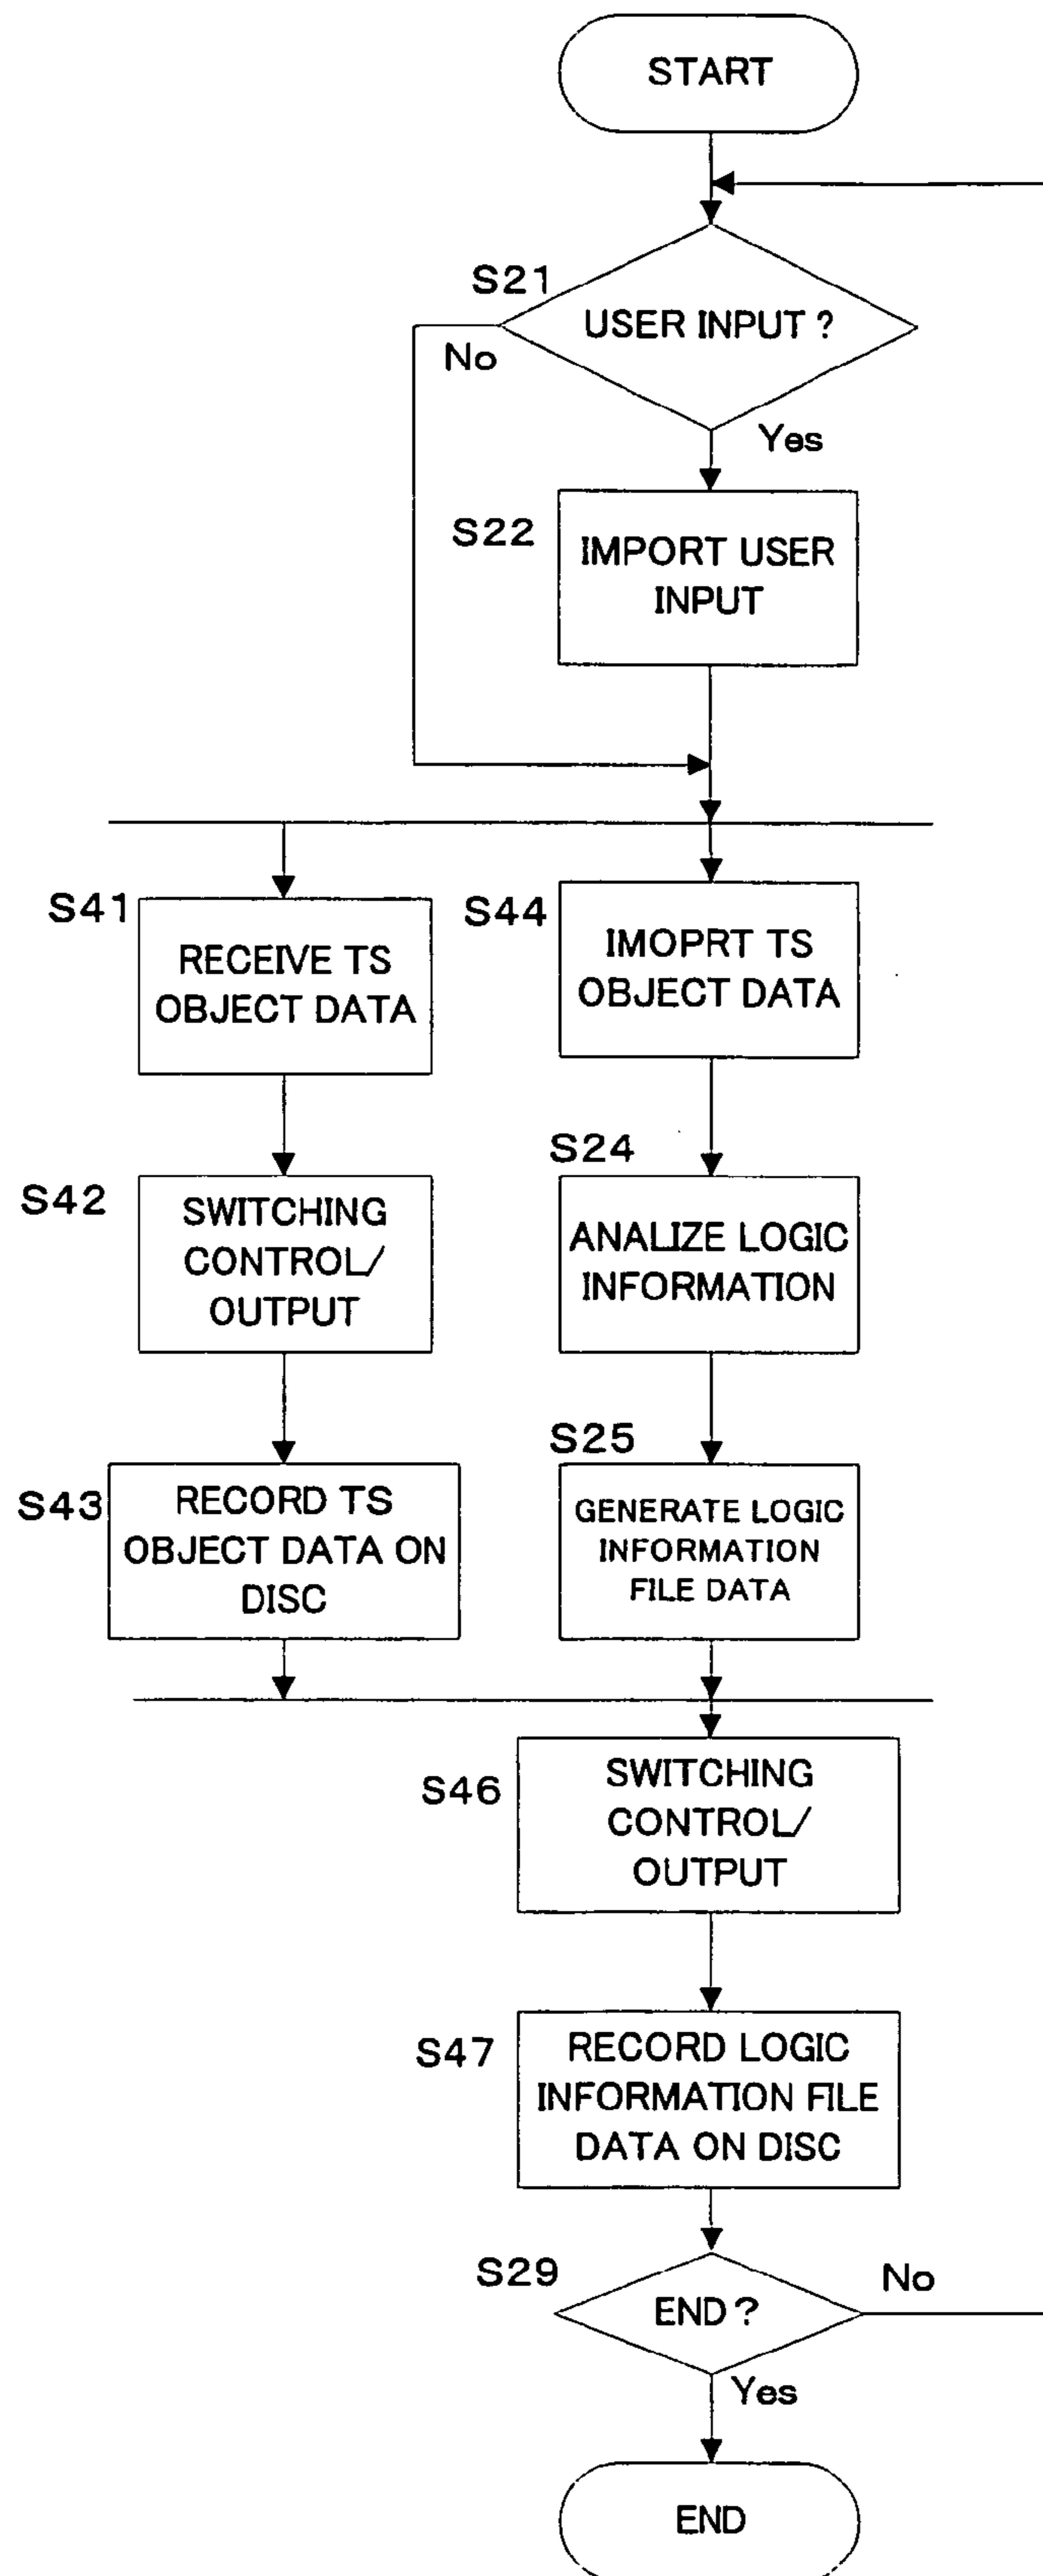 START
S21
USER INPUT ?
No
Yes
S22
IMPORT USER
INPUT
S41
RECEIVE TS
OBJECT DATA
S44
IMOPRT TS
OBJECT DATA
S42
SWITCHING
CONTROL/
OUTPUT
S24
ANALIZE LOGIC
INFORMATION
S43
RECORD TS
OBJECT DATA ON
DISC
S25
GENERATE LOGIC
INFORMATION
FILE DATA
S46
SWITCHING
CONTROL/
OUTPUT
S47
RECORD LOGIC
INFORMATION FILE
DATA ON DISC
S29
END ?
No
Yes
END